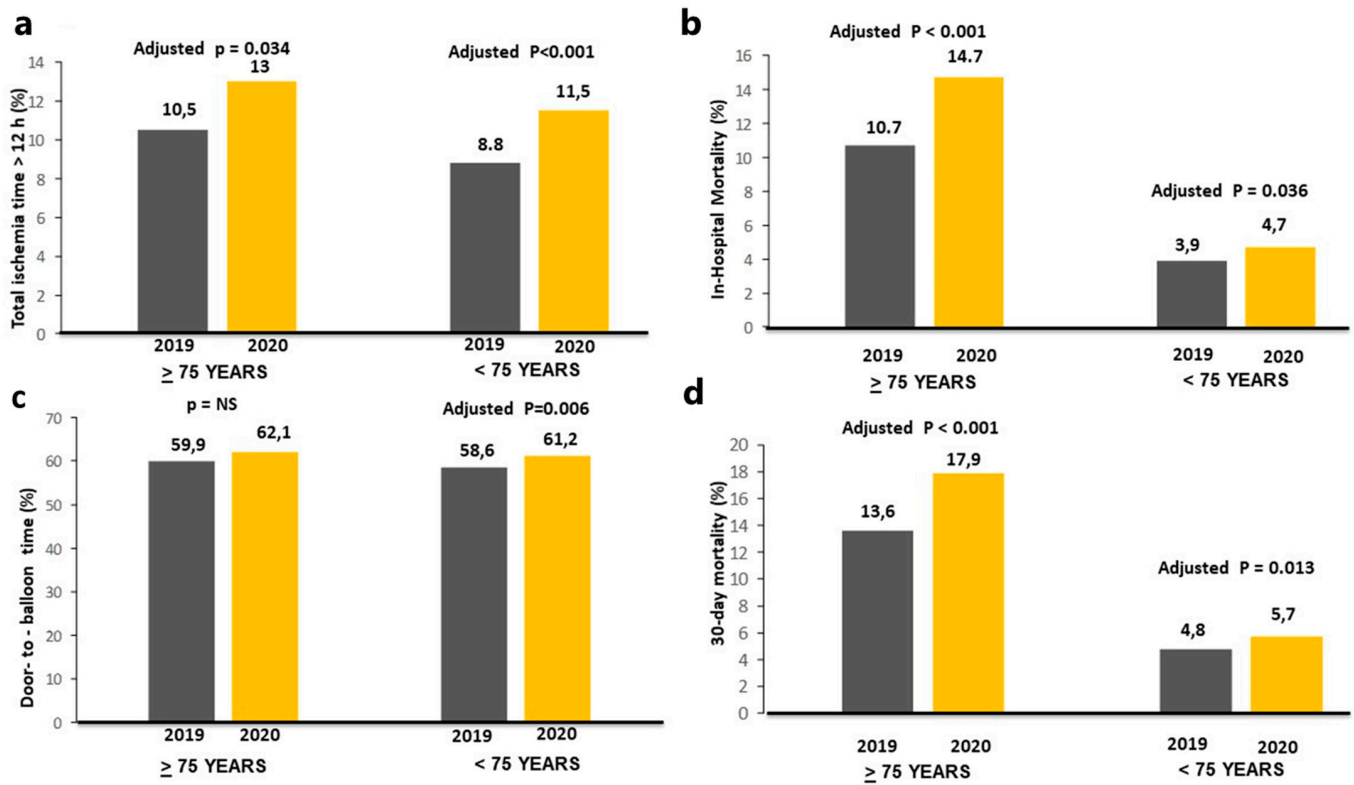 a
Adjusted p = 0.034
Adjusted P<0.001
Total ischemia time > 12 h (%)
14
12
10
8
6
4
2
0
10,5
13
8.8
11,5
2019
2020
2019
2020
≥ 75 YEARS
< 75 YEARS
b
Adjusted P < 0.001
Adjusted P = 0.036
In-Hospital Mortality (%)
16
14
12
10
8
6
4
2
0
10.7
14.7
3,9
4,7
2019
2020
2019
2020
≥ 75 YEARS
< 75 YEARS
c
p = NS
Adjusted P=0.006
Door- to - balloon time (%)
70
60
50
40
30
20
10
0
59,9
62,1
58,6
61,2
2019
2020
2019
2020
≥ 75 YEARS
< 75 YEARS
d
Adjusted P < 0.001
Adjusted P = 0.013
30-day mortality (%)
20
18
16
14
12
10
8
6
4
2
0
13,6
17,9
4,8
5,7
2019
2020
2019
2020
≥ 75 YEARS
< 75 YEARS